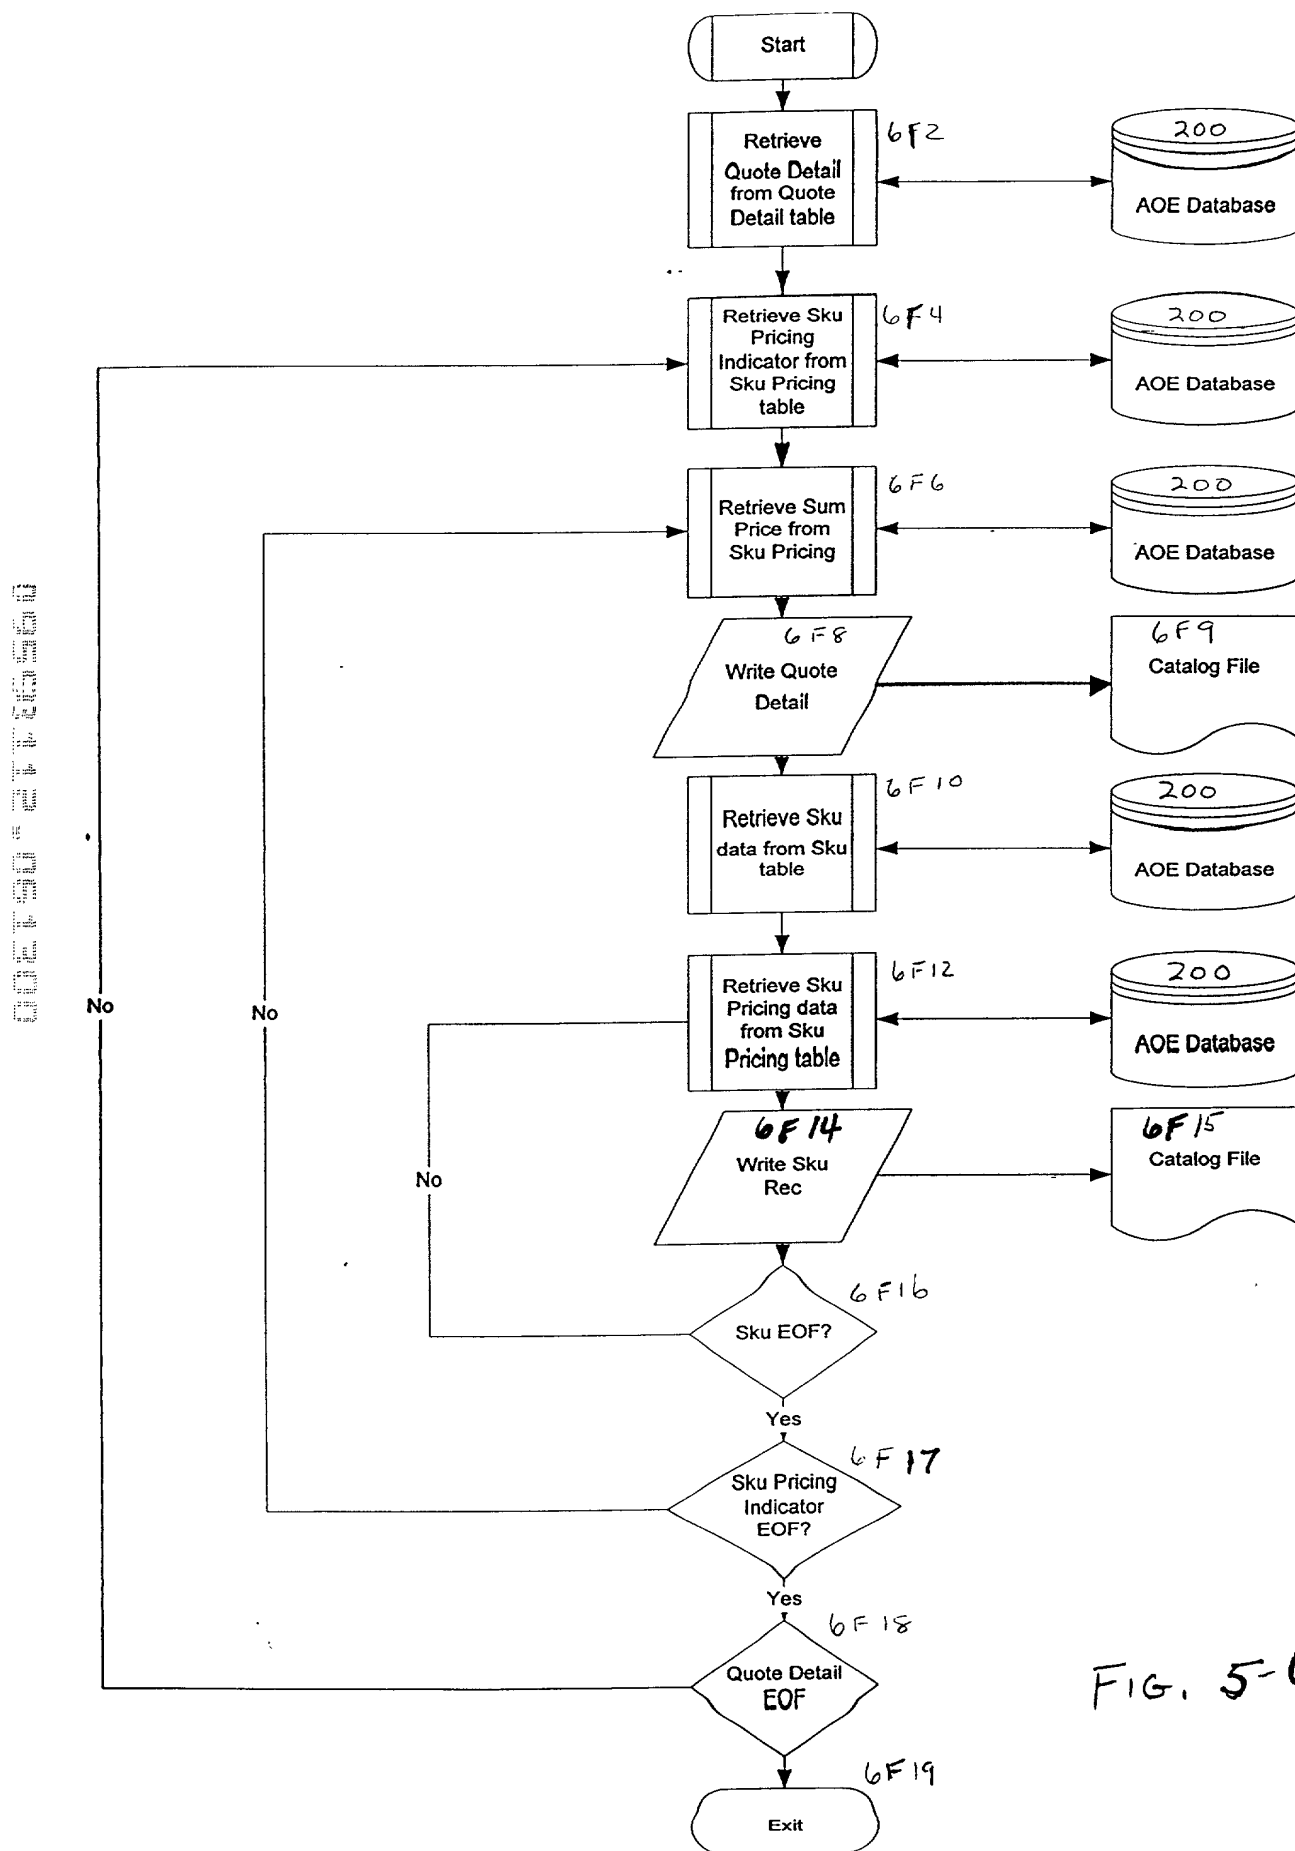 Start
Retrieve
Quote Detail
from Quote
Detail table
6F2
200
AOE Database
Retrieve Sku
Pricing
Indicator from
Sku Pricing
table
6F4
200
AOE Database
Retrieve Sum
Price from
Sku Pricing
6F6
200
AOE Database
6F8
Write Quote
Detail
6F9
Catalog File
Retrieve Sku
data from Sku
table
6F10
200
AOE Database
Retrieve Sku
Pricing data
from Sku
Pricing table
6F12
200
AOE Database
No
No
No
6F14
Write Sku
Rec
6F15
Catalog File
Sku EOF?
6F16
Yes
Sku Pricing
Indicator
EOF?
6F17
Yes
Quote Detail
EOF
6F18
Exit
6F19
FIG. 5-